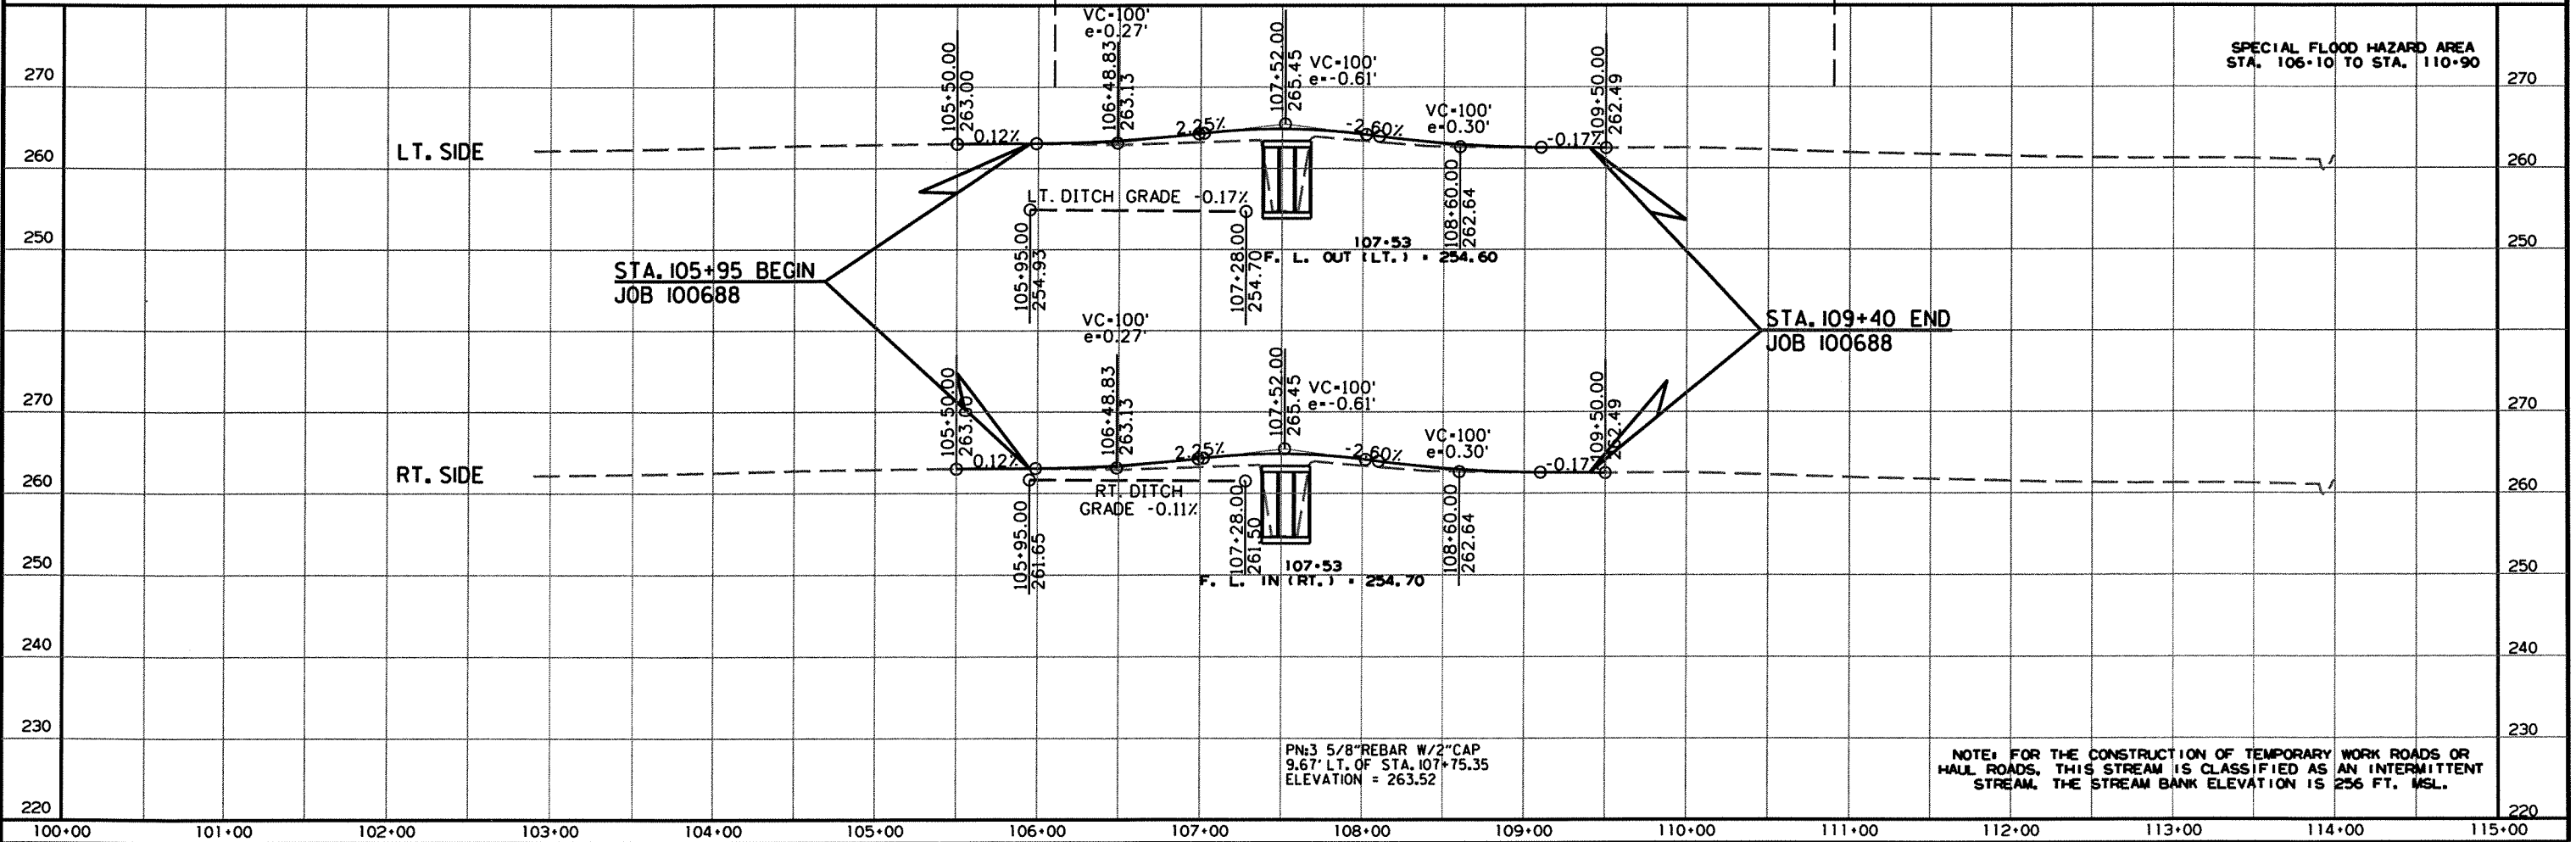 VC=100'
e=0.27'
105+50.00
263.00
106+48.83
263.13
107+52.00
265.45
VC=100'
e=-0.61'
VC=100'
e=0.30'
109+50.00
262.49
SPECIAL FLOOD HAZARD AREA
STA. 106+10 TO STA. 110+90
270
270
0.12%
2.25%
-2.60%
-0.17%
LT. SIDE
260
260
LT. DITCH GRADE -0.17%
108+60.00
262.64
250
250
107+53
F. L. OUT (LT.) = 254.60
105+95.00
254.93
107+28.00
254.70
STA. 105+95 BEGIN
JOB 100688
STA. 109+40 END
JOB 100688
VC=100'
e=0.27'
105+50.00
263.00
106+48.83
263.13
107+52.00
265.45
VC=100'
e=-0.61'
VC=100'
e=0.30'
109+50.00
262.49
270
270
0.12%
2.25%
-2.60%
-0.17%
RT. SIDE
260
260
RT. DITCH
GRADE -0.11%
105+95.00
261.65
107+28.00
261.50
108+60.00
262.64
107+53
F. L. IN (RT.) = 254.70
250
250
240
240
230
230
PN:3 5/8"REBAR W/2"CAP
9.67' LT. OF STA. 107+75.35
ELEVATION = 263.52
NOTE: FOR THE CONSTRUCTION OF TEMPORARY WORK ROADS OR
HAUL ROADS, THIS STREAM IS CLASSIFIED AS AN INTERMITTENT
STREAM. THE STREAM BANK ELEVATION IS 256 FT. MSL.
220
220
100+00 101+00 102+00 103+00 104+00 105+00 106+00 107+00 108+00 109+00 110+00 111+00 112+00 113+00 114+00 115+00